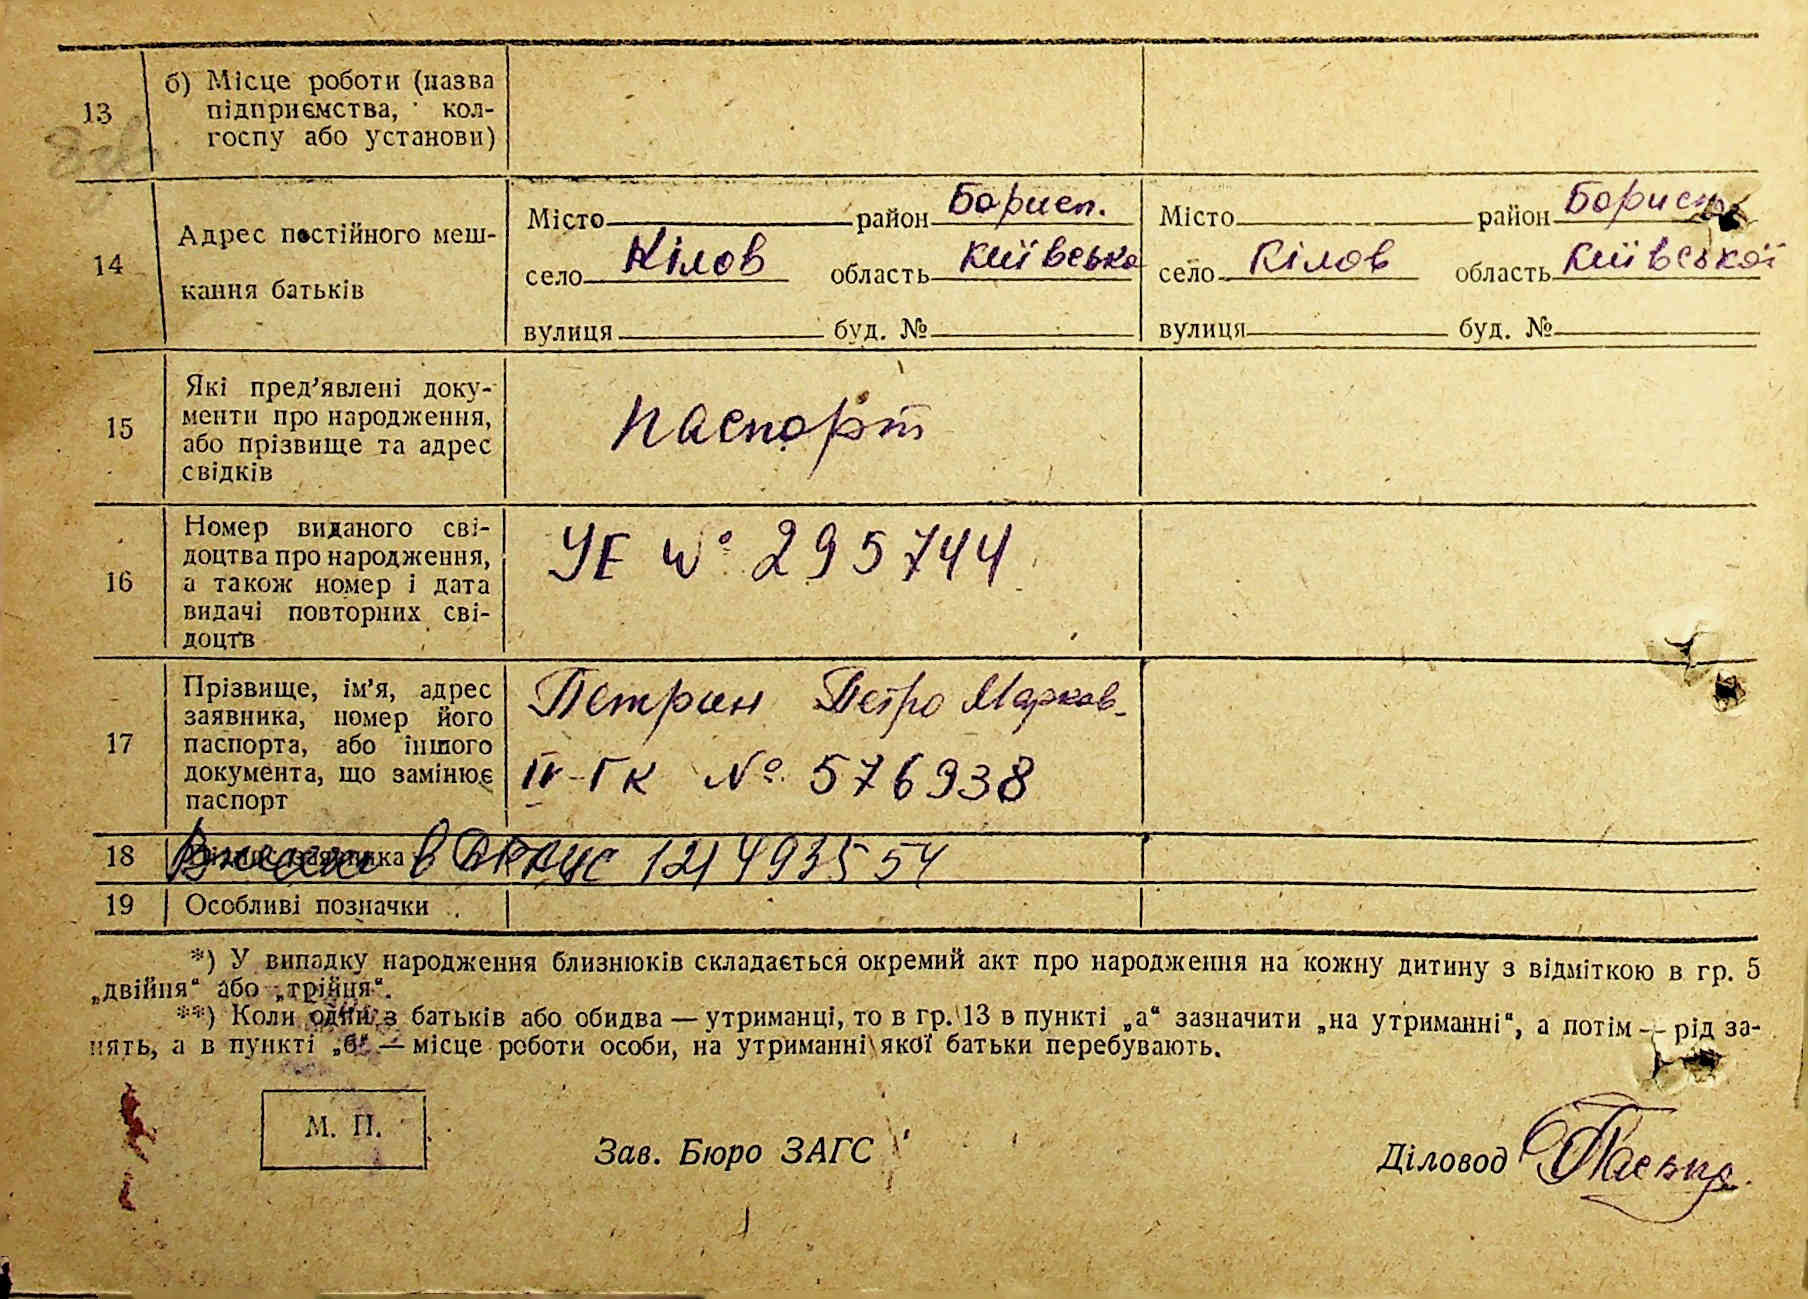 13 б) Місце роботи (назва
підприємства, кол-
госпу або установи)
14 Адрес постійного меш-
кання батьків
Місто район Борисп.
село Кілов область Київська
вулиця буд. №
Місто район Борисп.
село Кілов область Київської
вулиця буд. №
15 Які пред’явлені доку-
менти про народження,
або прізвище та адрес
свідків
паспорт
16 Номер виданого сві-
доцтва про народження,
а також номер і дата
видачі повторних сві-
доцтв
УЕ № 295744
17 Прізвище, ім’я, адрес
заявника, номер його
паспорта, або іншого
документа, що замінює
паспорт
Петран Петро Марков.
IV-ГК № 576938
18 заявника в 12149355 54
19 Особливі позначки
*) У випадку народження близнюків складається окремий акт про народження на кожну дитину з відміткою в гр. 5
„двійня“ або „трійня“.
**) Коли один з батьків або обидва — утриманці, то в гр. 13 в пункті „а“ зазначити „на утриманні“, а потім — рід за-
нять, а в пункті „б“ — місце роботи особи, на утриманні якої батьки перебувають.
М. П.
Зав. Бюро ЗАГС
Діловод